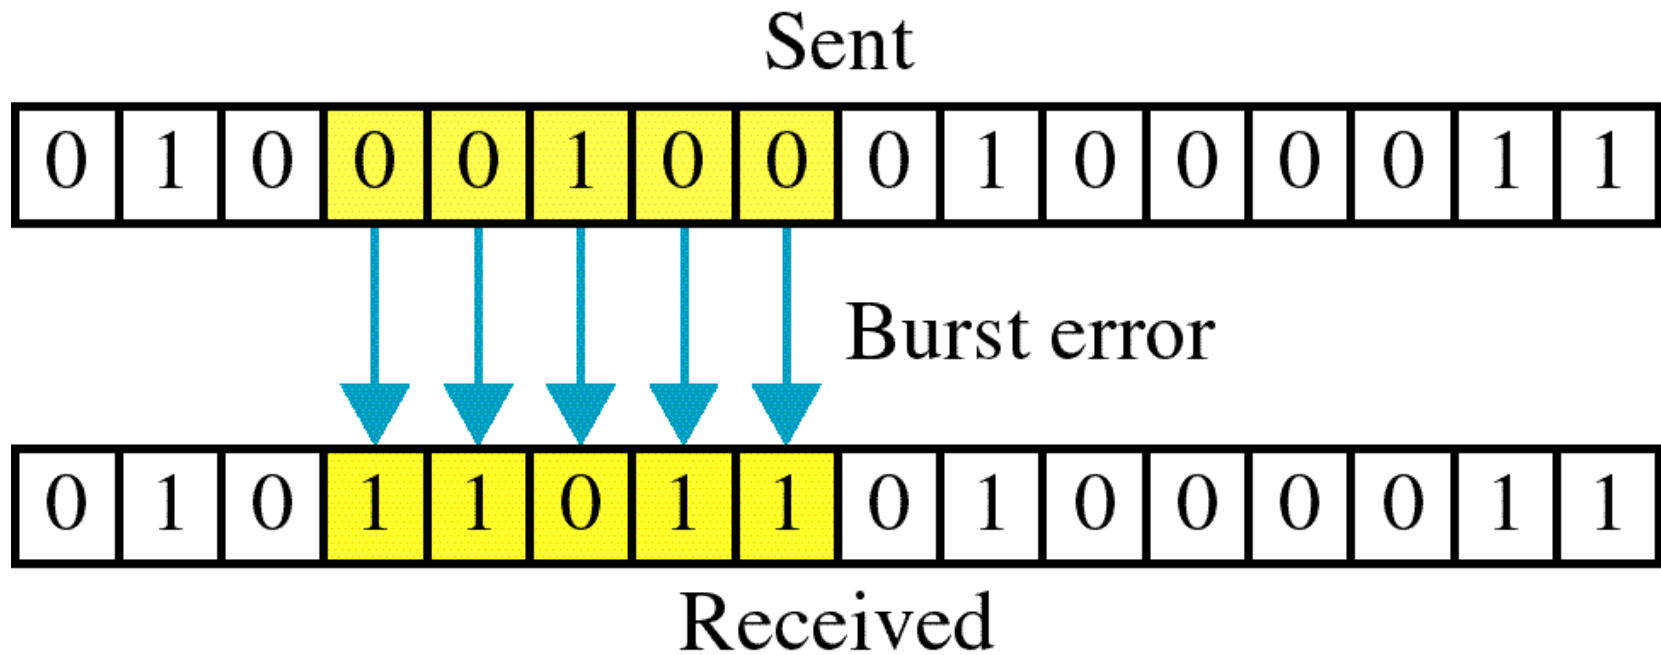 Sent
0 1 0 0 0 1 0 0 0 1 0 0 0 0 1 1
Burst error
0 1 0 1 1 0 1 1 0 1 0 0 0 0 1 1
Received